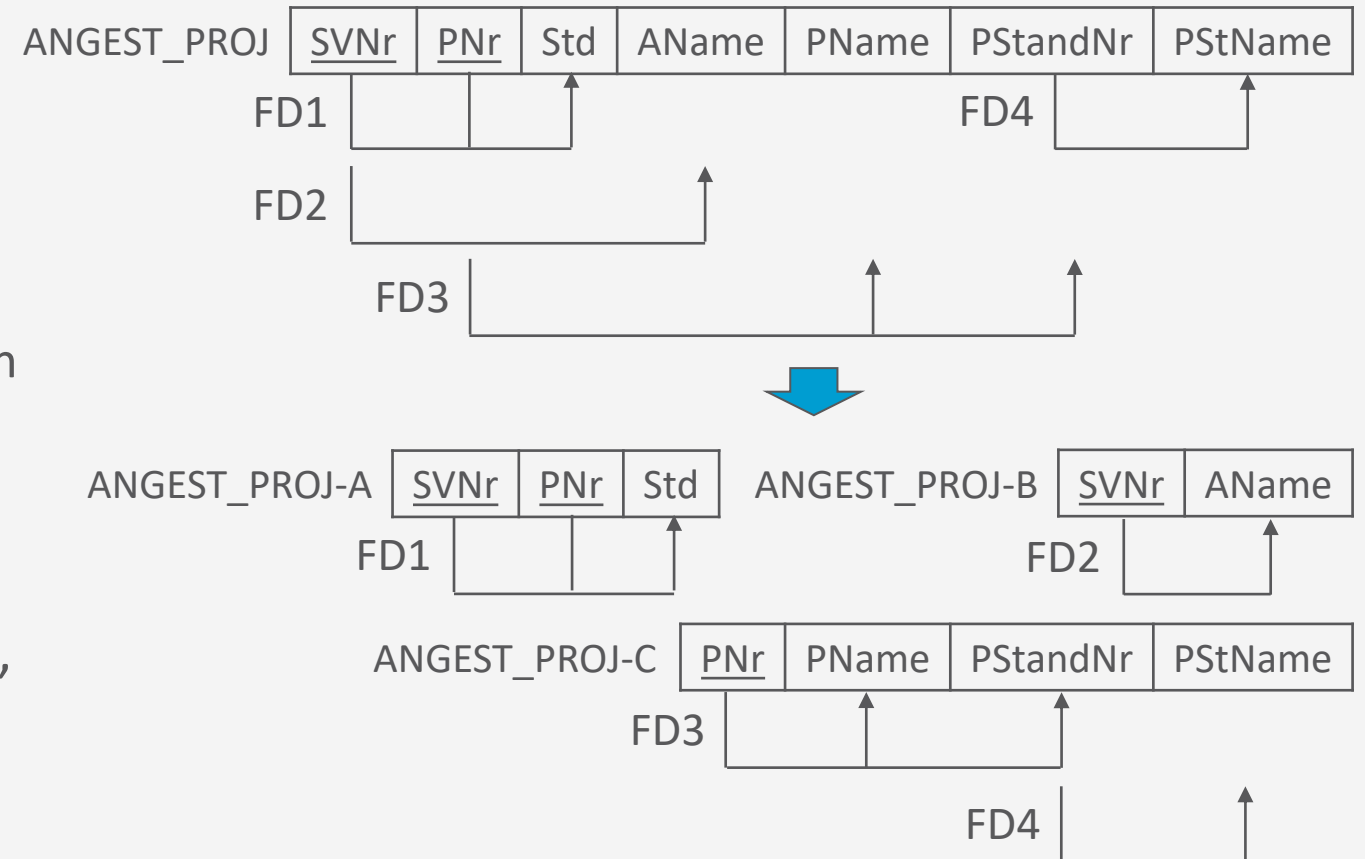 ANGEST_PROJ SVNr PNr Std AName PName PStandNr PStName
FD1 FD4
FD2
FD3
n
ANGEST_PROJ-A SVNr PNr Std ANGEST_PROJ-B SVNr AName
FD1 FD2
,
ANGEST_PROJ-C PNr PName PStandNr PStName
FD3
FD4